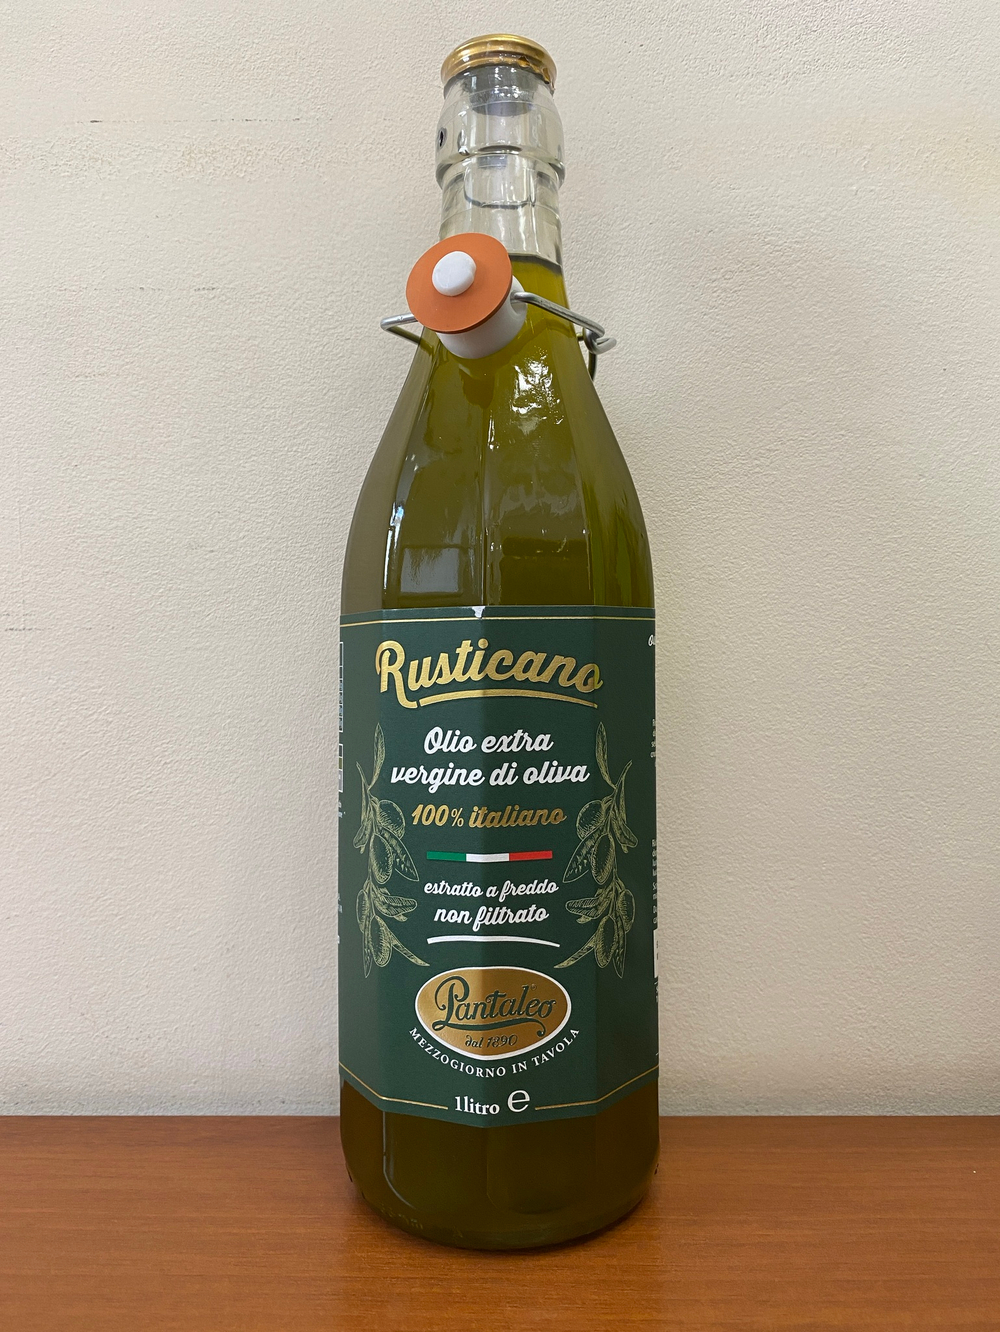 Rusticano
Olio extra
vergine di oliva
100% italiano
estratto a freddo
non filtrato
Pantaleo
dal 1890
MEZZOGIORNO IN TAVOLA
1litro ℮